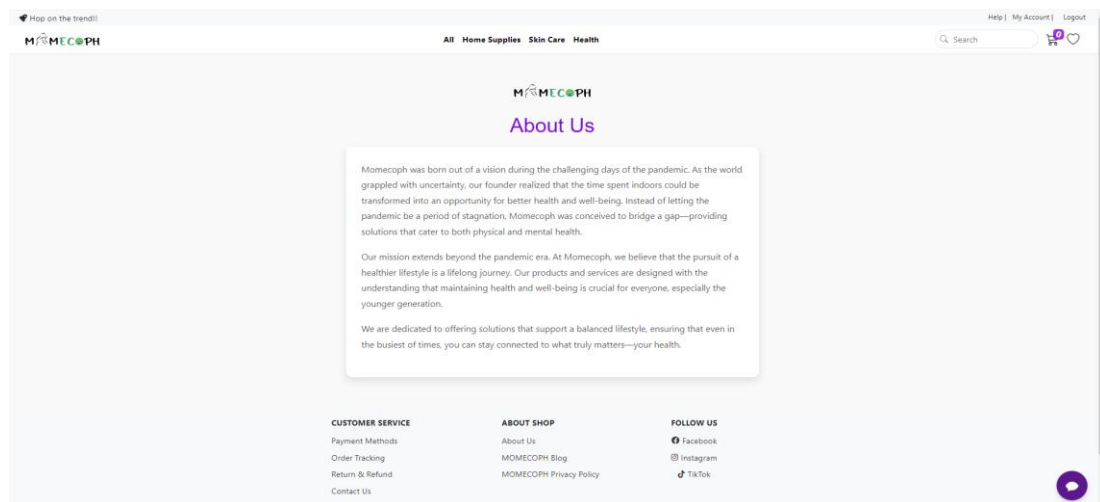 Hop on the trend!!
Help | My Account | Logout
MOMECOPH
All Home Supplies Skin Care Health
Search
0
MOMECOPH
About Us
Momecoph was born out of a vision during the challenging days of the pandemic. As the world
grappled with uncertainty, our founder realized that the time spent indoors could be
transformed into an opportunity for better health and well-being. Instead of letting the
pandemic be a period of stagnation, Momecoph was conceived to bridge a gap—providing
solutions that cater to both physical and mental health.
Our mission extends beyond the pandemic era. At Momecoph, we believe that the pursuit of a
healthier lifestyle is a lifelong journey. Our products and services are designed with the
understanding that maintaining health and well-being is crucial for everyone, especially the
younger generation.
We are dedicated to offering solutions that support a balanced lifestyle, ensuring that even in
the busiest of times, you can stay connected to what truly matters—your health.
CUSTOMER SERVICE
Payment Methods
Order Tracking
Return & Refund
Contact Us
ABOUT SHOP
About Us
MOMECOPH Blog
MOMECOPH Privacy Policy
FOLLOW US
Facebook
Instagram
TikTok